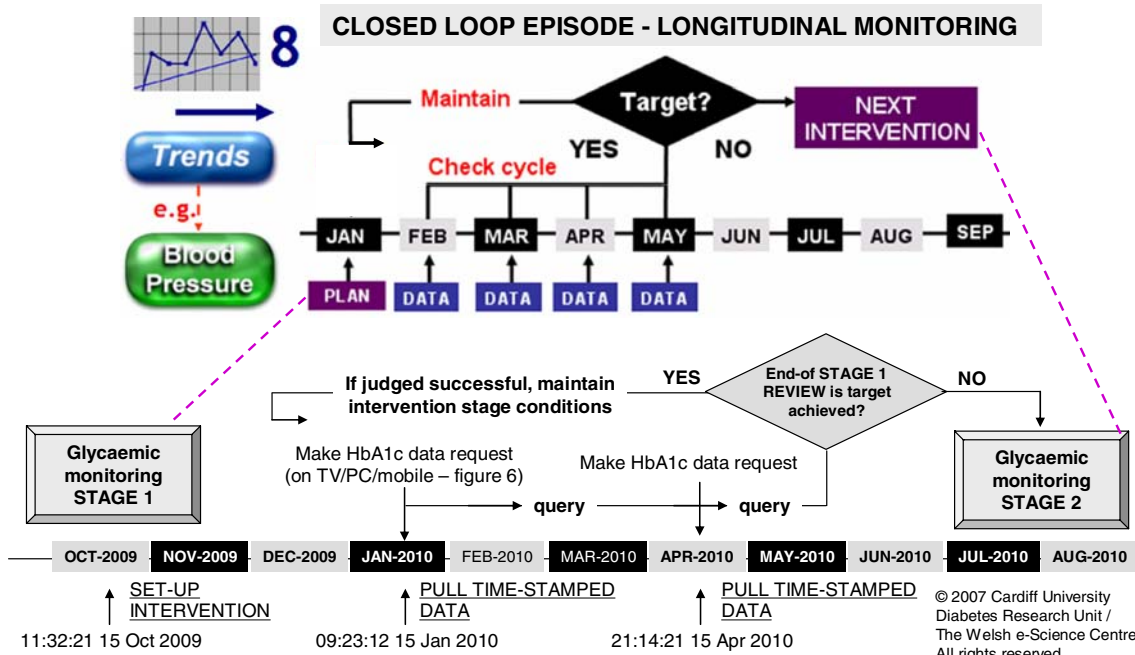 CLOSED LOOP EPISODE - LONGITUDINAL MONITORING
8
Maintain
Target?
NEXT
INTERVENTION
YES
NO
Trends
Check cycle
e.g.
JAN FEB MAR APR MAY JUN JUL AUG SEP
Blood
Pressure
PLAN DATA DATA DATA DATA
If judged successful, maintain
intervention stage conditions
YES
End-of STAGE 1
REVIEW is target
achieved?
NO
Glycaemic
monitoring
STAGE 1
Make HbA1c data request
(on TV/PC/mobile – figure 6)
Make HbA1c data request
Glycaemic
monitoring
STAGE 2
query
query
OCT-2009 NOV-2009 DEC-2009 JAN-2010 FEB-2010 MAR-2010 APR-2010 MAY-2010 JUN-2010 JUL-2010 AUG-2010
SET-UP
INTERVENTION
11:32:21 15 Oct 2009
PULL TIME-STAMPED
DATA
09:23:12 15 Jan 2010
PULL TIME-STAMPED
DATA
21:14:21 15 Apr 2010
© 2007 Cardiff University
Diabetes Research Unit /
The Welsh e-Science Centre
All rights reserved